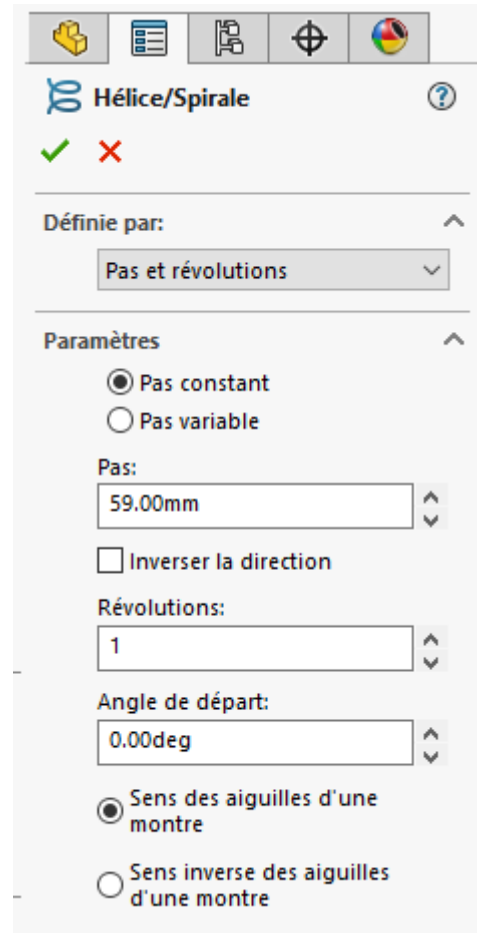 Hélice/Spirale
?
Définie par:
Pas et révolutions
Paramètres
Pas constant
Pas variable
Pas:
59.00mm
Inverser la direction
Révolutions:
1
Angle de départ:
0.00deg
Sens des aiguilles d'une
montre
Sens inverse des aiguilles
d'une montre